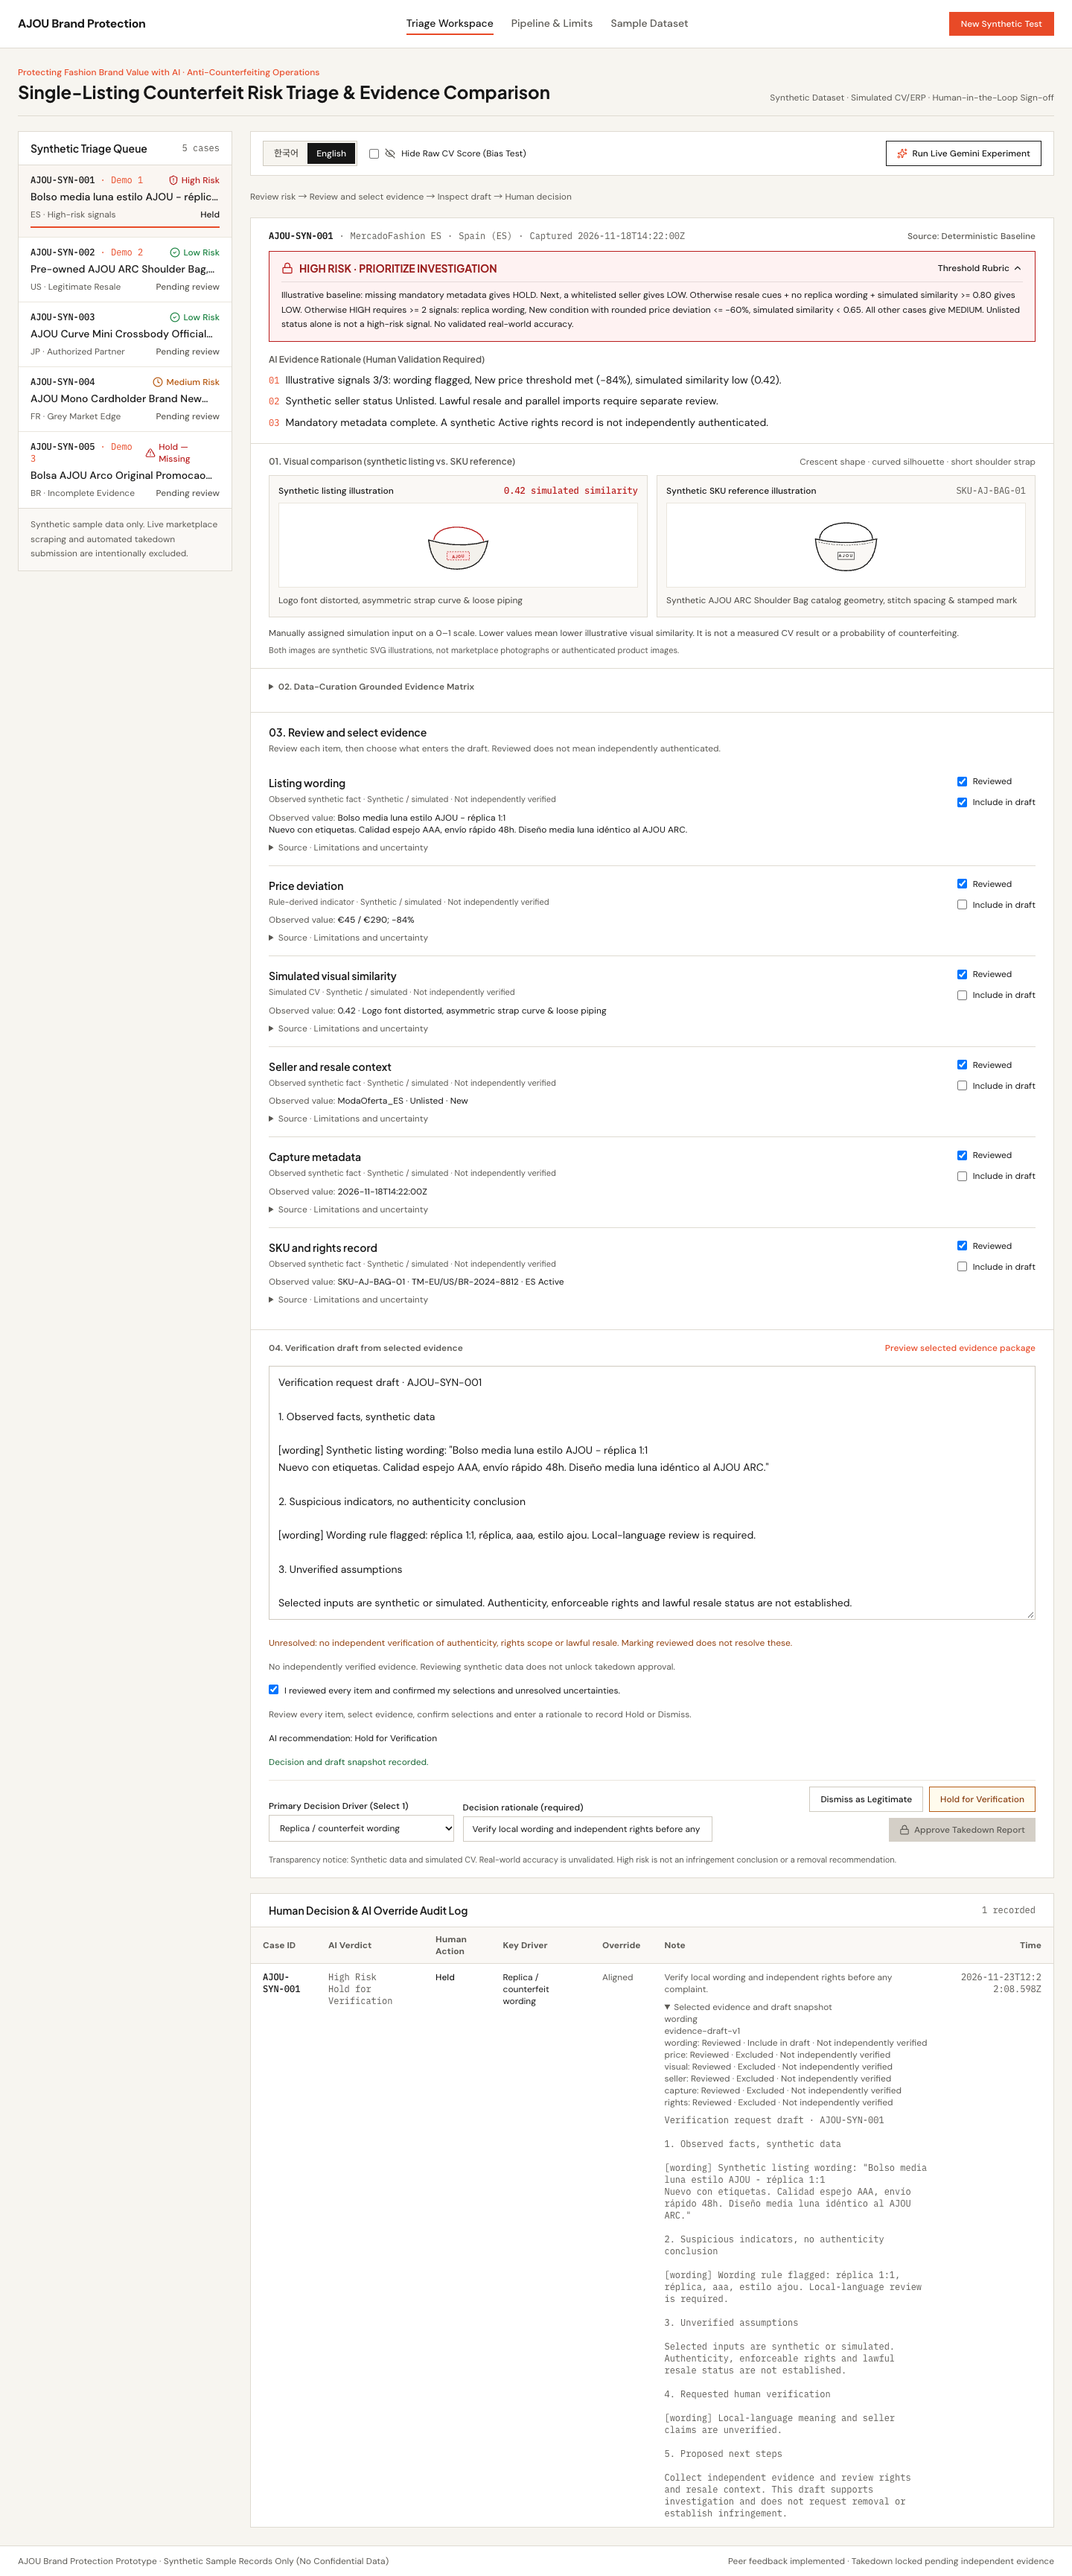 AJOU Brand Protection
Triage Workspace
Pipeline & Limits
Sample Dataset
New Synthetic Test
Protecting Fashion Brand Value with AI · Anti-Counterfeiting Operations
Single-Listing Counterfeit Risk Triage & Evidence Comparison
Synthetic Dataset · Simulated CV/ERP · Human-in-the-Loop Sign-off
Synthetic Triage Queue
5 cases
AJOU-SYN-001 · Demo 1
High Risk
Bolso media luna estilo AJOU - réplic...
ES · High-risk signals
Held
AJOU-SYN-002 · Demo 2
Low Risk
Pre-owned AJOU ARC Shoulder Bag,...
US · Legitimate Resale
Pending review
AJOU-SYN-003
Low Risk
AJOU Curve Mini Crossbody Official...
JP · Authorized Partner
Pending review
AJOU-SYN-004
Medium Risk
AJOU Mono Cardholder Brand New...
FR · Grey Market Edge
Pending review
AJOU-SYN-005 · Demo
3
Hold —
Missing
Bolsa AJOU Arco Original Promocao...
BR · Incomplete Evidence
Pending review
Synthetic sample data only. Live marketplace
scraping and automated takedown
submission are intentionally excluded.
한국어
English
Hide Raw CV Score (Bias Test)
Run Live Gemini Experiment
Review risk → Review and select evidence → Inspect draft → Human decision
AJOU-SYN-001 · MercadoFashion ES · Spain (ES) · Captured 2026-11-18T14:22:00Z
Source: Deterministic Baseline
HIGH RISK · PRIORITIZE INVESTIGATION
Threshold Rubric
Illustrative baseline: missing mandatory metadata gives HOLD. Next, a whitelisted seller gives LOW. Otherwise resale cues + no replica wording + simulated similarity >= 0.80 gives
LOW. Otherwise HIGH requires >= 2 signals: replica wording, New condition with rounded price deviation <= -60%, simulated similarity < 0.65. All other cases give MEDIUM. Unlisted
status alone is not a high-risk signal. No validated real-world accuracy.
AI Evidence Rationale (Human Validation Required)
01 Illustrative signals 3/3: wording flagged, New price threshold met (-84%), simulated similarity low (0.42).
02 Synthetic seller status Unlisted. Lawful resale and parallel imports require separate review.
03 Mandatory metadata complete. A synthetic Active rights record is not independently authenticated.
01. Visual comparison (synthetic listing vs. SKU reference)
Crescent shape · curved silhouette · short shoulder strap
Synthetic listing illustration
0.42 simulated similarity
AJOU
Logo font distorted, asymmetric strap curve & loose piping
Synthetic SKU reference illustration
SKU-AJ-BAG-01
AJOU
Synthetic AJOU ARC Shoulder Bag catalog geometry, stitch spacing & stamped mark
Manually assigned simulation input on a 0–1 scale. Lower values mean lower illustrative visual similarity. It is not a measured CV result or a probability of counterfeiting.
Both images are synthetic SVG illustrations, not marketplace photographs or authenticated product images.
02. Data-Curation Grounded Evidence Matrix
03. Review and select evidence
Review each item, then choose what enters the draft. Reviewed does not mean independently authenticated.
Listing wording
Observed synthetic fact · Synthetic / simulated · Not independently verified
Observed value: Bolso media luna estilo AJOU - réplica 1:1
Nuevo con etiquetas. Calidad espejo AAA, envío rápido 48h. Diseño media luna idéntico al AJOU ARC.
Source · Limitations and uncertainty
Reviewed
Include in draft
Price deviation
Rule-derived indicator · Synthetic / simulated · Not independently verified
Observed value: €45 / €290; -84%
Source · Limitations and uncertainty
Reviewed
Include in draft
Simulated visual similarity
Simulated CV · Synthetic / simulated · Not independently verified
Observed value: 0.42 · Logo font distorted, asymmetric strap curve & loose piping
Source · Limitations and uncertainty
Reviewed
Include in draft
Seller and resale context
Observed synthetic fact · Synthetic / simulated · Not independently verified
Observed value: ModaOferta_ES · Unlisted · New
Source · Limitations and uncertainty
Reviewed
Include in draft
Capture metadata
Observed synthetic fact · Synthetic / simulated · Not independently verified
Observed value: 2026-11-18T14:22:00Z
Source · Limitations and uncertainty
Reviewed
Include in draft
SKU and rights record
Observed synthetic fact · Synthetic / simulated · Not independently verified
Observed value: SKU-AJ-BAG-01 · TM-EU/US/BR-2024-8812 · ES Active
Source · Limitations and uncertainty
Reviewed
Include in draft
04. Verification draft from selected evidence
Preview selected evidence package
Verification request draft · AJOU-SYN-001
1. Observed facts, synthetic data
[wording] Synthetic listing wording: "Bolso media luna estilo AJOU - réplica 1:1
Nuevo con etiquetas. Calidad espejo AAA, envío rápido 48h. Diseño media luna idéntico al AJOU ARC."
2. Suspicious indicators, no authenticity conclusion
[wording] Wording rule flagged: réplica 1:1, réplica, aaa, estilo ajou. Local-language review is required.
3. Unverified assumptions
Selected inputs are synthetic or simulated. Authenticity, enforceable rights and lawful resale status are not established.
Unresolved: no independent verification of authenticity, rights scope or lawful resale. Marking reviewed does not resolve these.
No independently verified evidence. Reviewing synthetic data does not unlock takedown approval.
I reviewed every item and confirmed my selections and unresolved uncertainties.
Review every item, select evidence, confirm selections and enter a rationale to record Hold or Dismiss.
AI recommendation: Hold for Verification
Decision and draft snapshot recorded.
Primary Decision Driver (Select 1)
Replica / counterfeit wording
Decision rationale (required)
Verify local wording and independent rights before any
Dismiss as Legitimate
Hold for Verification
Approve Takedown Report
Transparency notice: Synthetic data and simulated CV. Real-world accuracy is unvalidated. High risk is not an infringement conclusion or a removal recommendation.
Human Decision & AI Override Audit Log
1 recorded
Case ID
AI Verdict
Human
Action
Key Driver
Override
Note
Time
AJOU-
SYN-001
High Risk
Hold for
Verification
Held
Replica /
counterfeit
wording
Aligned
Verify local wording and independent rights before any
complaint.
2026-11-23T12:2
2:08.598Z
Selected evidence and draft snapshot
wording
evidence-draft-v1
wording: Reviewed · Include in draft · Not independently verified
price: Reviewed · Excluded · Not independently verified
visual: Reviewed · Excluded · Not independently verified
seller: Reviewed · Excluded · Not independently verified
capture: Reviewed · Excluded · Not independently verified
rights: Reviewed · Excluded · Not independently verified
Verification request draft · AJOU-SYN-001
1. Observed facts, synthetic data
[wording] Synthetic listing wording: "Bolso media
luna estilo AJOU - réplica 1:1
Nuevo con etiquetas. Calidad espejo AAA, envío
rápido 48h. Diseño media luna idéntico al AJOU
ARC."
2. Suspicious indicators, no authenticity
conclusion
[wording] Wording rule flagged: réplica 1:1,
réplica, aaa, estilo ajou. Local-language review
is required.
3. Unverified assumptions
Selected inputs are synthetic or simulated.
Authenticity, enforceable rights and lawful
resale status are not established.
4. Requested human verification
[wording] Local-language meaning and seller
claims are unverified.
5. Proposed next steps
Collect independent evidence and review rights
and resale context. This draft supports
investigation and does not request removal or
establish infringement.
AJOU Brand Protection Prototype · Synthetic Sample Records Only (No Confidential Data)
Peer feedback implemented · Takedown locked pending independent evidence